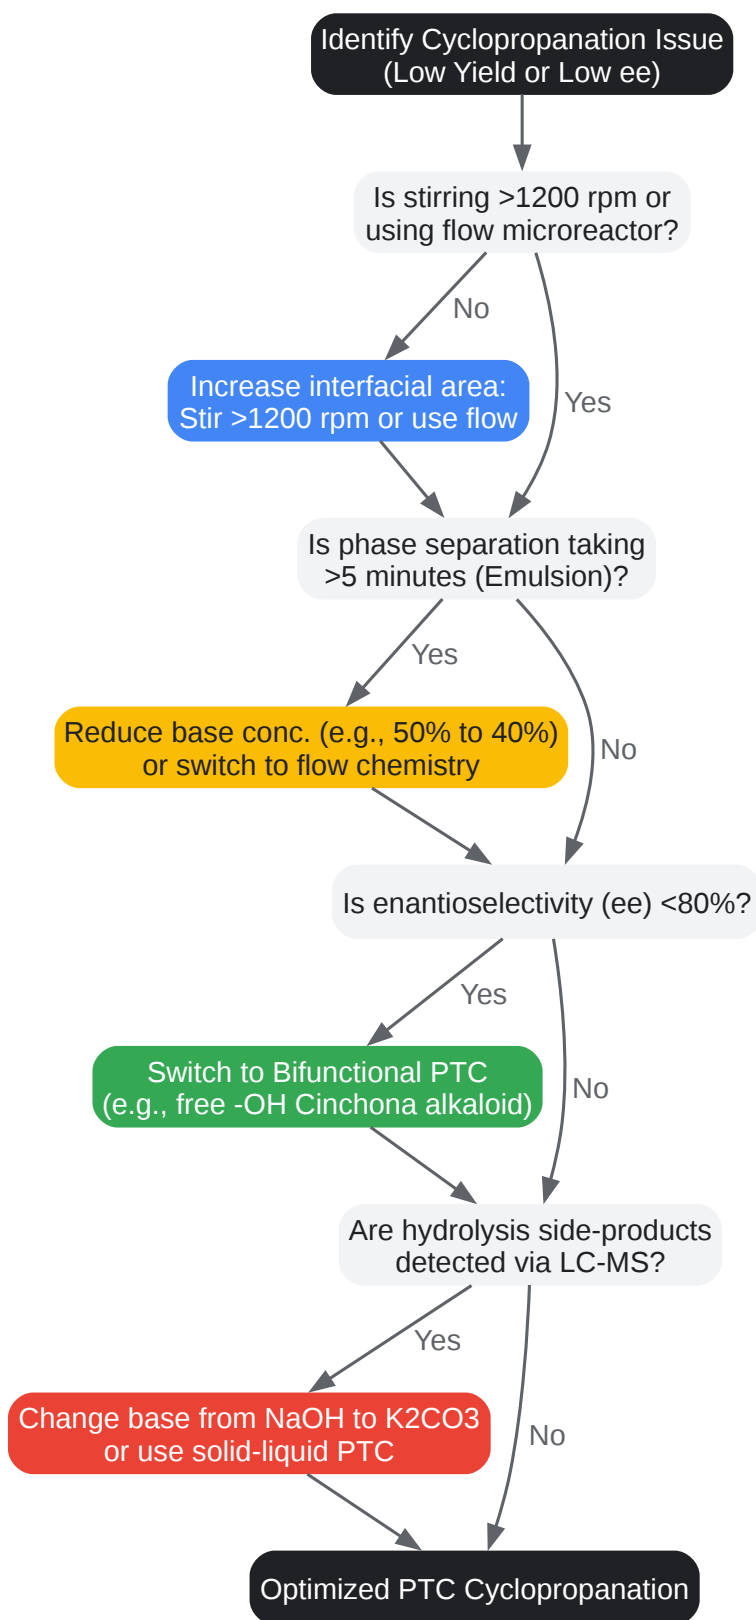 Identify Cyclopropanation Issue
(Low Yield or Low ee)
Is stirring >1200 rpm or
using flow microreactor?
No
Yes
Increase interfacial area:
Stir >1200 rpm or use flow
Is phase separation taking
>5 minutes (Emulsion)?
Yes
No
Reduce base conc. (e.g., 50% to 40%)
or switch to flow chemistry
Is enantioselectivity (ee) <80%?
Yes
No
Switch to Bifunctional PTC
(e.g., free -OH Cinchona alkaloid)
Are hydrolysis side-products
detected via LC-MS?
Yes
No
Change base from NaOH to K2CO3
or use solid-liquid PTC
Optimized PTC Cyclopropanation